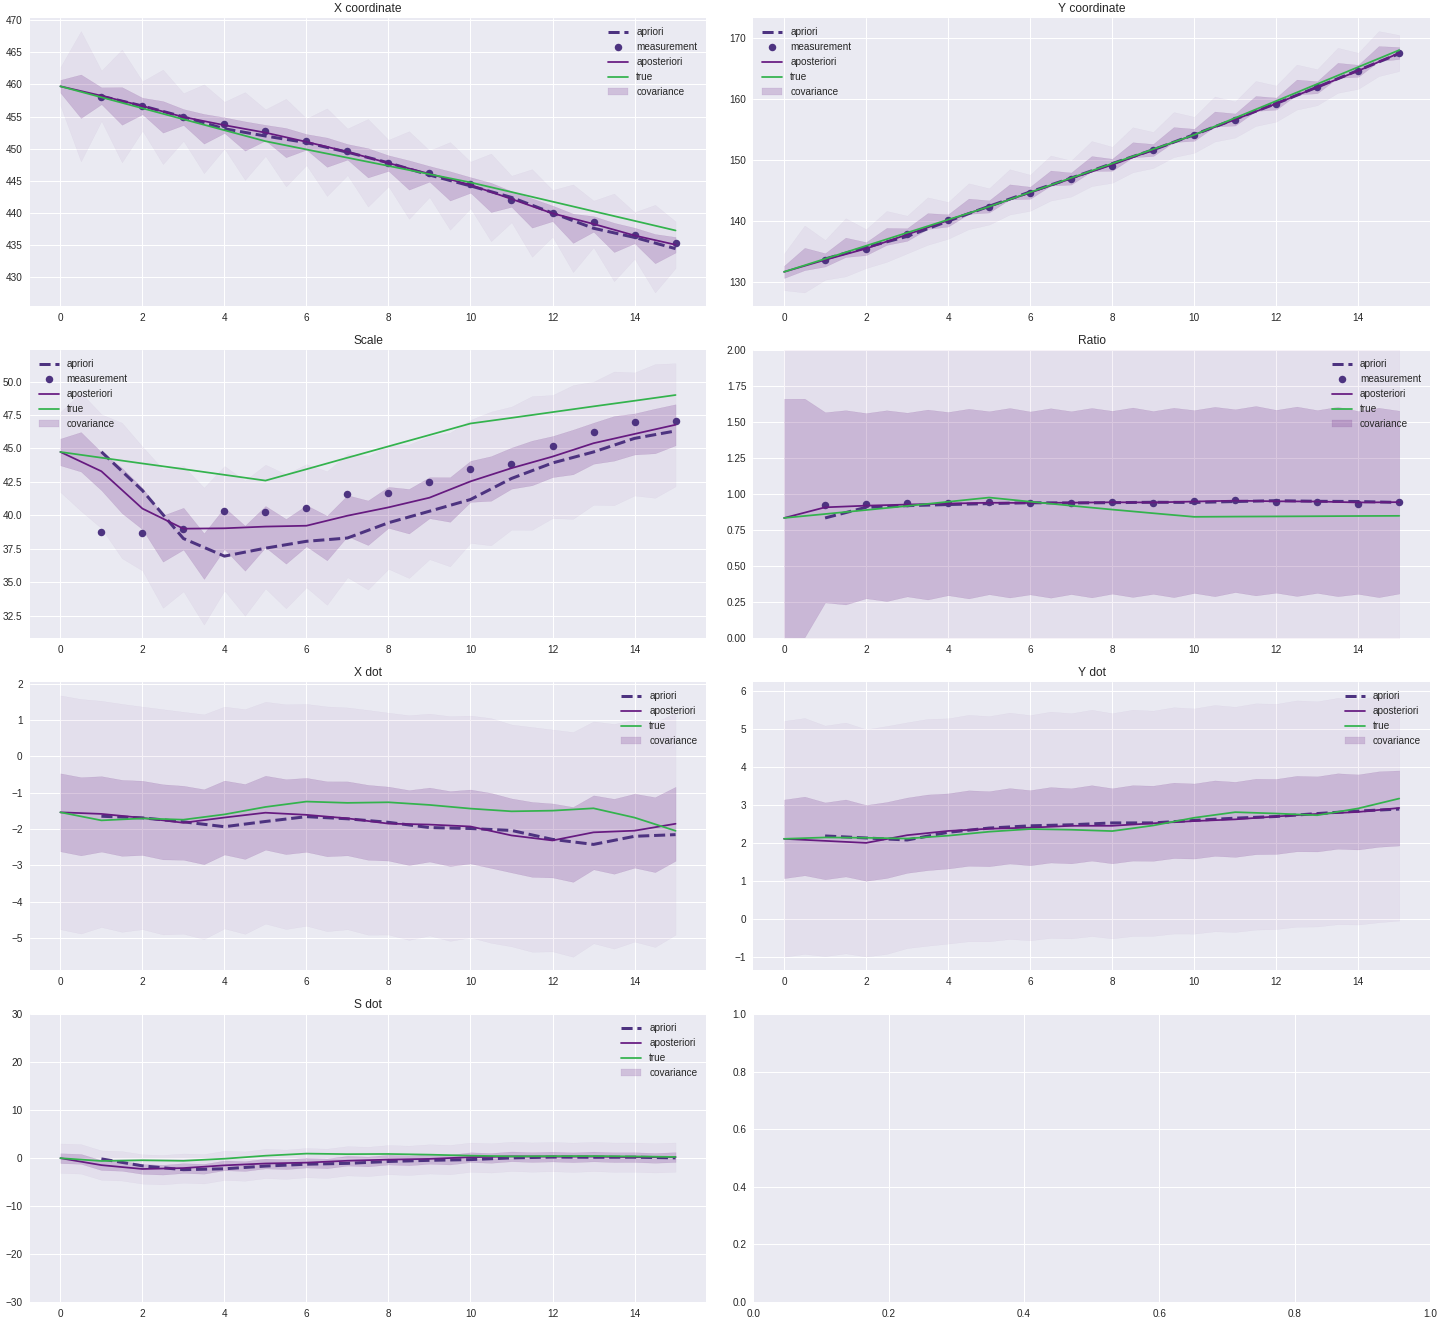 X coordinate
470
465
460
455
450
445
440
435
430
0 2 4 6 8 10 12 14
apriori
measurement
aposteriori
true
covariance
Y coordinate
170
160
150
140
130
0 2 4 6 8 10 12 14
apriori
measurement
aposteriori
true
covariance
Scale
50.0
47.5
45.0
42.5
40.0
37.5
35.0
32.5
0 2 4 6 8 10 12 14
apriori
measurement
aposteriori
true
covariance
Ratio
2.00
1.75
1.50
1.25
1.00
0.75
0.50
0.25
0.00
0 2 4 6 8 10 12 14
apriori
measurement
aposteriori
true
covariance
X dot
2
1
0
−1
−2
−3
−4
−5
0 2 4 6 8 10 12 14
apriori
aposteriori
true
covariance
Y dot
6
5
4
3
2
1
0
−1
0 2 4 6 8 10 12 14
apriori
aposteriori
true
covariance
S dot
30
20
10
0
−10
−20
−30
0 2 4 6 8 10 12 14
apriori
aposteriori
true
covariance
1.0
0.8
0.6
0.4
0.2
0.0
0.0 0.2 0.4 0.6 0.8 1.0